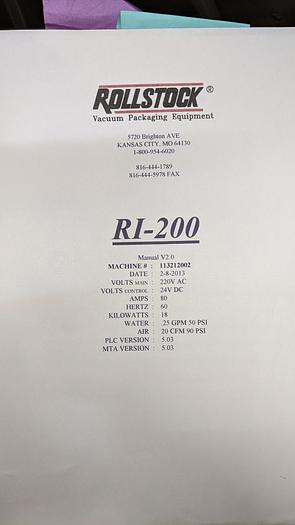 ROLLSTOCK ®
Vacuum Packaging Equipment
5720 Brighton AVE
KANSAS CITY, MO 64130
1-800-954-6020
816-444-1789
816-444-5978 FAX
RI-200
Manual V2.0
MACHINE # : 113212002
DATE : 2-8-2013
VOLTS MAIN : 220V AC
VOLTS CONTROL : 24V DC
AMPS : 80
HERTZ : 60
KILOWATTS : 18
WATER : .25 GPM 50 PSI
AIR : 20 CFM 90 PSI
PLC VERSION : 5.03
MTA VERSION : 5.03